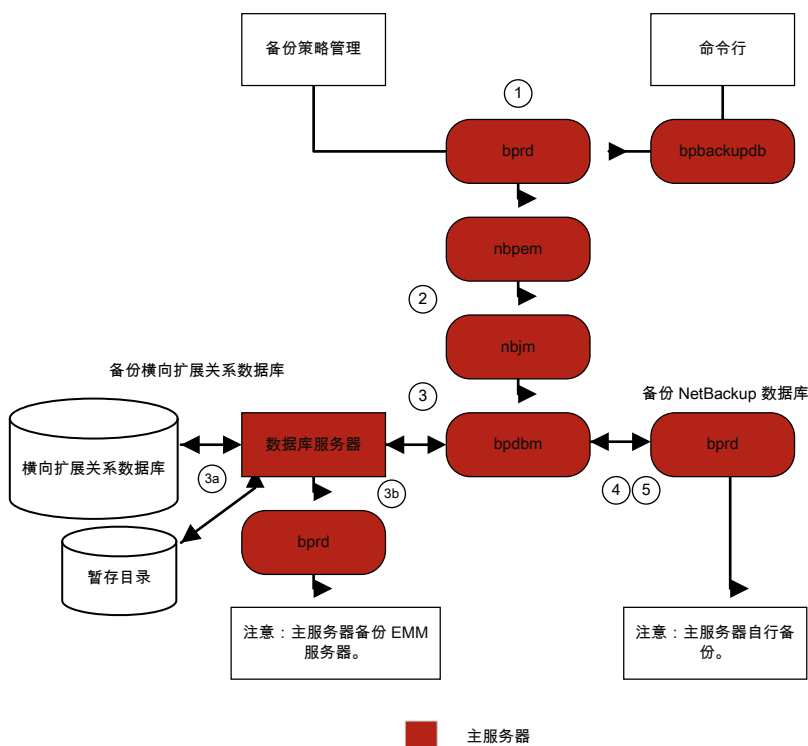 备份策略管理
命令行
1
bprd
bpbackupdb
nbpem
2
nbjm
备份横向扩展关系数据库
3
备份 NetBackup 数据库
横向扩展关系数据库
数据库服务器
bpdbm
bprd
3a
3b
4
5
bprd
暂存目录
注意：主服务器备份 EMM
服务器。
注意：主服务器自行备
份。
主服务器